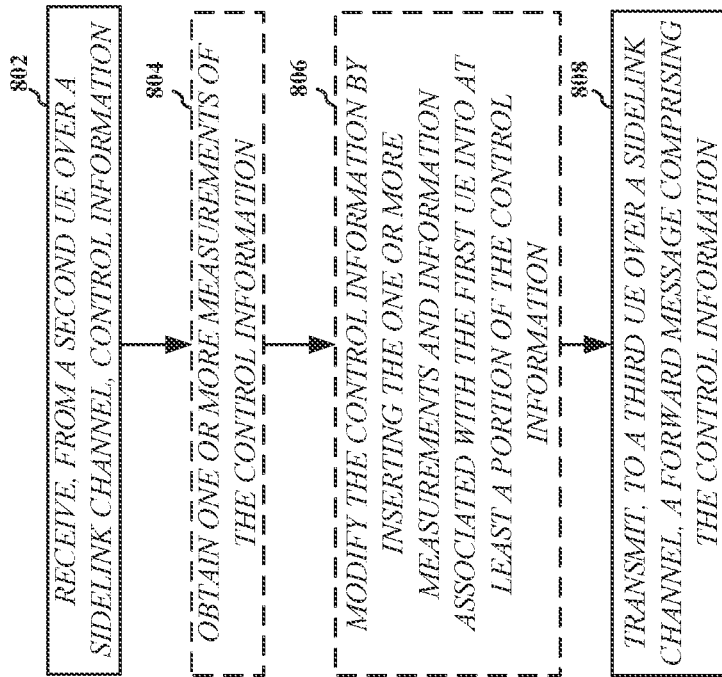 802
RECEIVE, FROM A SECOND UE OVER A
SIDELINK CHANNEL, CONTROL INFORMATION
804
OBTAIN ONE OR MORE MEASUREMENTS OF
THE CONTROL INFORMATION
806
MODIFY THE CONTROL INFORMATION BY
INSERTING THE ONE OR MORE
MEASUREMENTS AND INFORMATION
ASSOCIATED WITH THE FIRST UE INTO AT
LEAST A PORTION OF THE CONTROL
INFORMATION
808
TRANSMIT, TO A THIRD UE OVER A SIDELINK
CHANNEL, A FORWARD MESSAGE COMPRISING
THE CONTROL INFORMATION